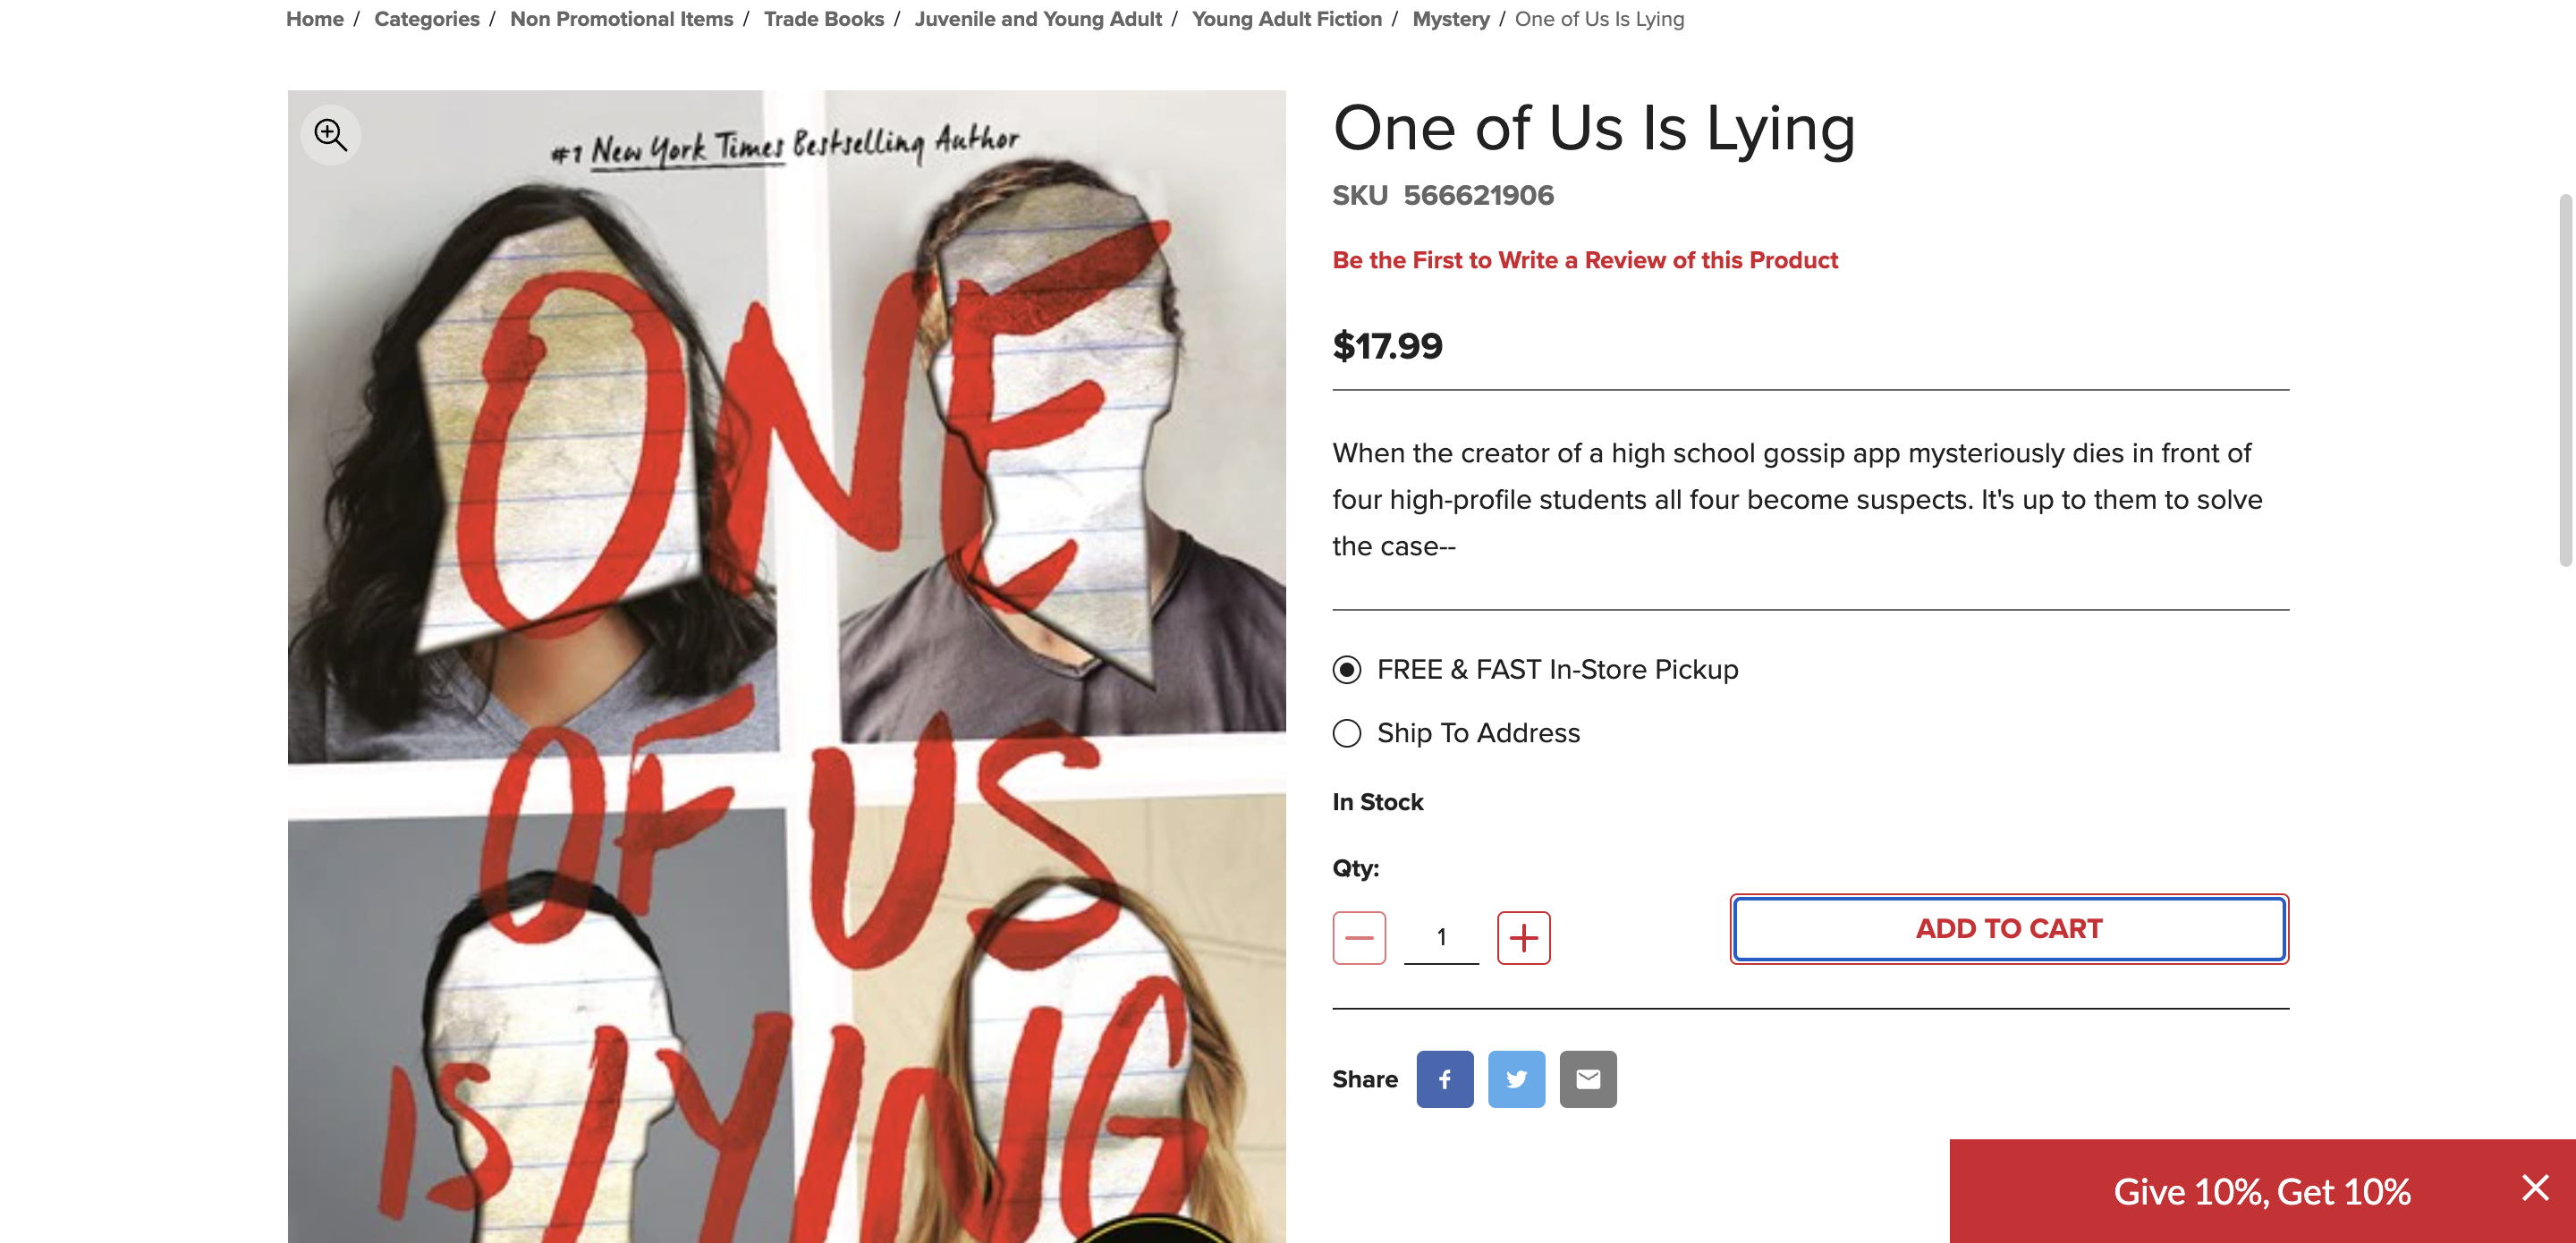 Home / Categories / Non Promotional Items / Trade Books / Juvenile and Young Adult / Young Adult Fiction / Mystery / One of Us Is Lying
#1 New York Times Bestselling Author
ONE
OF US
IS LYING
One of Us Is Lying
SKU 566621906
Be the First to Write a Review of this Product
$17.99
When the creator of a high school gossip app mysteriously dies in front of
four high-profile students all four become suspects. It's up to them to solve
the case--
FREE & FAST In-Store Pickup
Ship To Address
In Stock
Qty:
1
ADD TO CART
Share
Give 10%, Get 10%